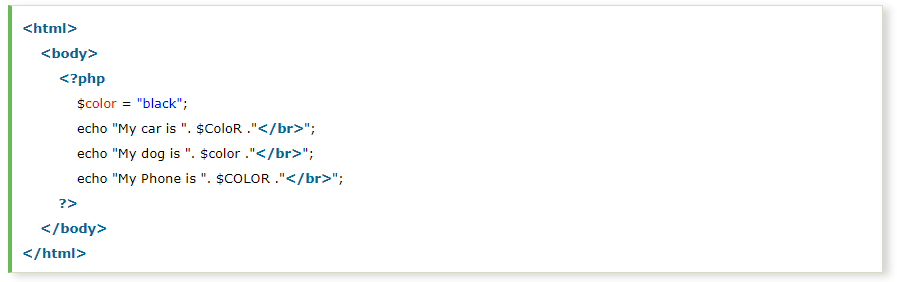 <html>
<body>
<?php
$color = "black";
echo "My car is ". $ColoR ."</br>";
echo "My dog is ". $color ."</br>";
echo "My Phone is ". $COLOR ."</br>";
?>
</body>
</html>